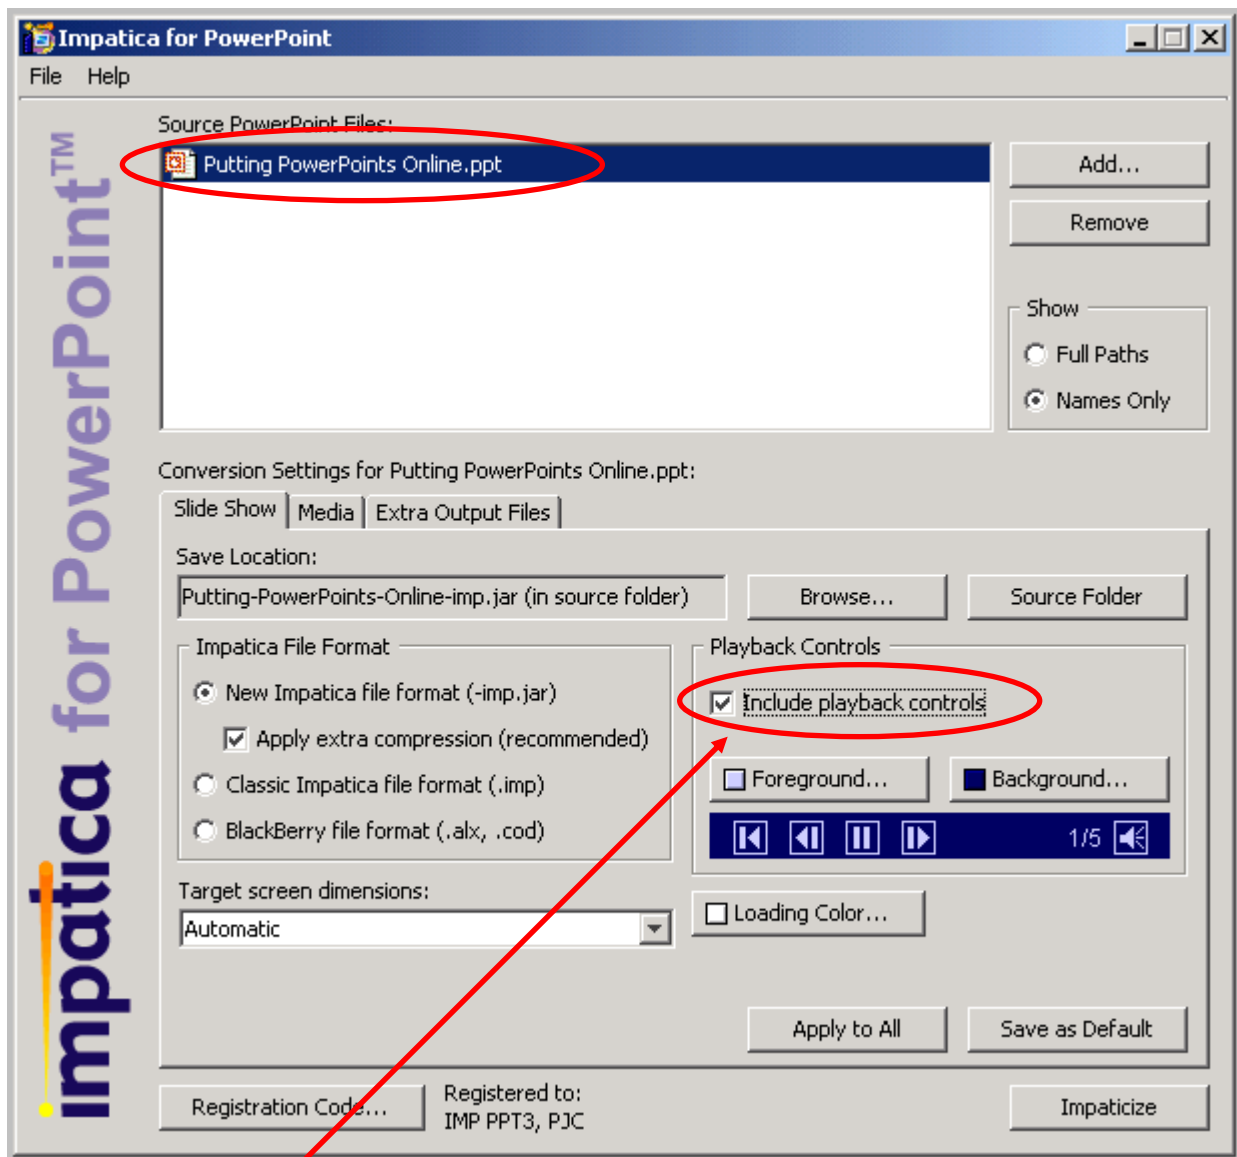 Impatica for PowerPoint
File Help
impatica for PowerPoint™
Source PowerPoint Files:
Putting PowerPoints Online.ppt
Add...
Remove
Show
Full Paths
Names Only
Conversion Settings for Putting PowerPoints Online.ppt:
Slide Show Media Extra Output Files
Save Location:
Putting-PowerPoints-Online-imp.jar (in source folder) Browse... Source Folder
Impatica File Format
New Impatica file format (-imp.jar)
Apply extra compression (recommended)
Classic Impatica file format (.imp)
BlackBerry file format (.alx, .cod)
Playback Controls
Include playback controls
Foreground... Background...
1/5
Target screen dimensions:
Automatic
Loading Color...
Apply to All Save as Default
Registration Code...
Registered to:
IMP PPT3, PJC
Impaticize